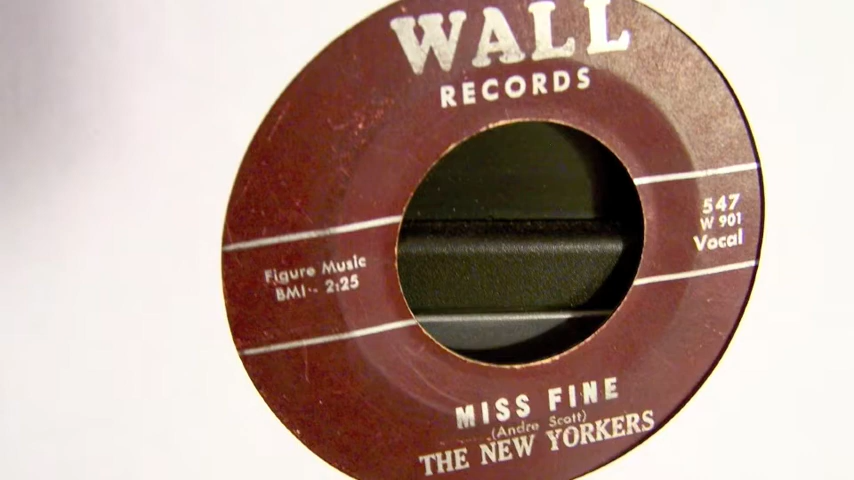 WALL
RECORDS
547
W 901
Vocal
Figure Music
BMI - 2:25
MISS FINE
(Andre Scott)
THE NEW YORKERS